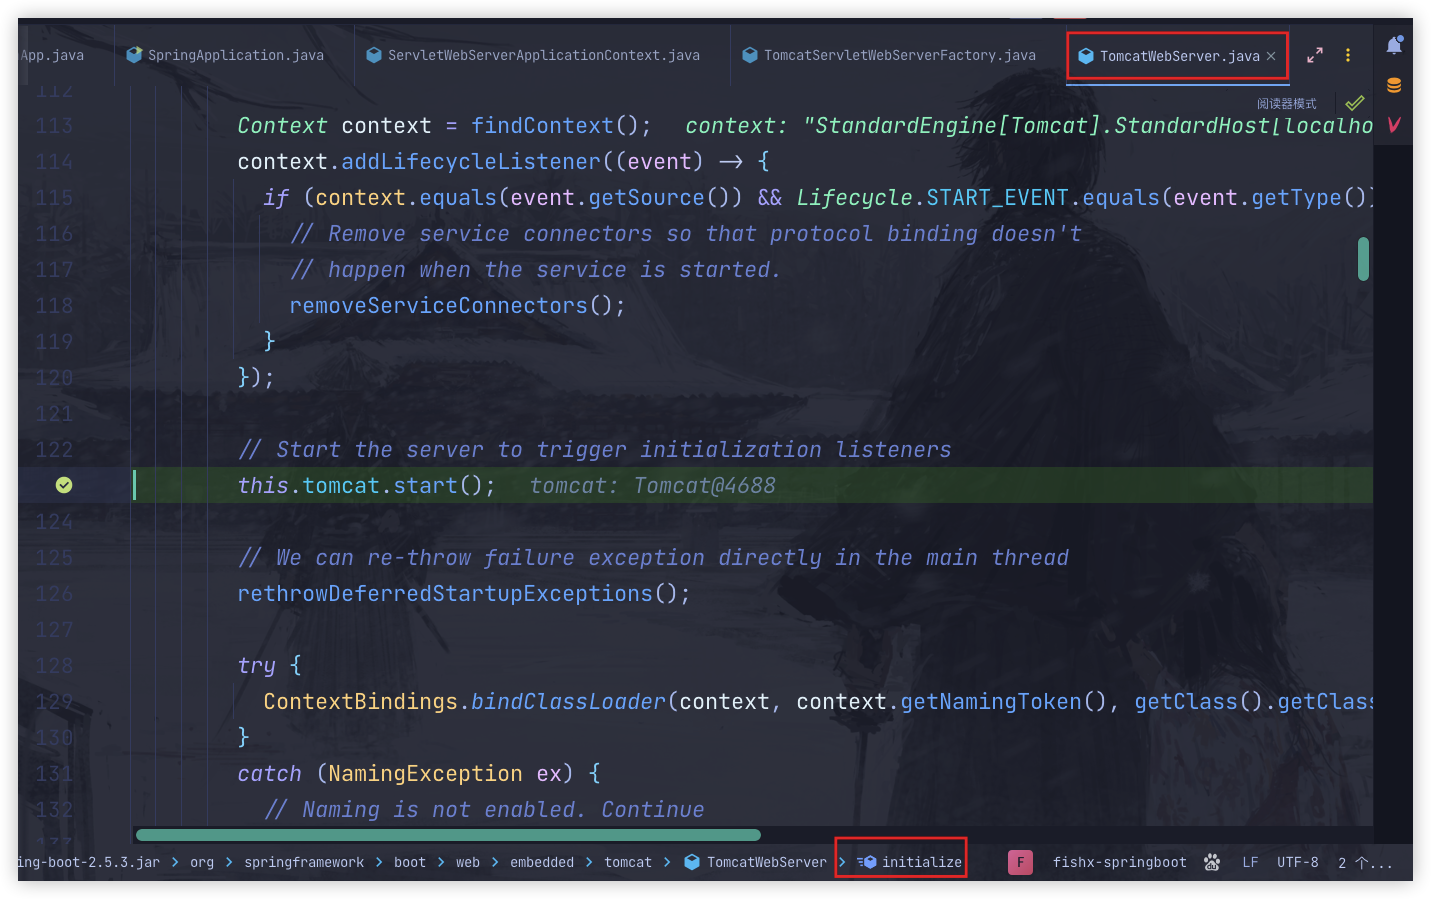 App.java SpringApplication.java ServletWebServerApplicationContext.java TomcatServletWebServerFactory.java TomcatWebServer.java
阅读器模式
112
113 Context context = findContext(); context: "StandardEngine[Tomcat].StandardHost[localho
114 context.addLifecycleListener((event) -> {
115 if (context.equals(event.getSource()) && Lifecycle.START_EVENT.equals(event.getType())
116 // Remove service connectors so that protocol binding doesn't
117 // happen when the service is started.
118 removeServiceConnectors();
119 }
120 });
121
122 // Start the server to trigger initialization listeners
this.tomcat.start(); tomcat: Tomcat@4688
124
125 // We can re-throw failure exception directly in the main thread
126 rethrowDeferredStartupExceptions();
127
128 try {
129 ContextBindings.bindClassLoader(context, context.getNamingToken(), getClass().getClass
130 }
131 catch (NamingException ex) {
132 // Naming is not enabled. Continue
133
ing-boot-2.5.3.jar > org > springframework > boot > web > embedded > tomcat > TomcatWebServer > initialize F fishx-springboot du LF UTF-8 2 个...